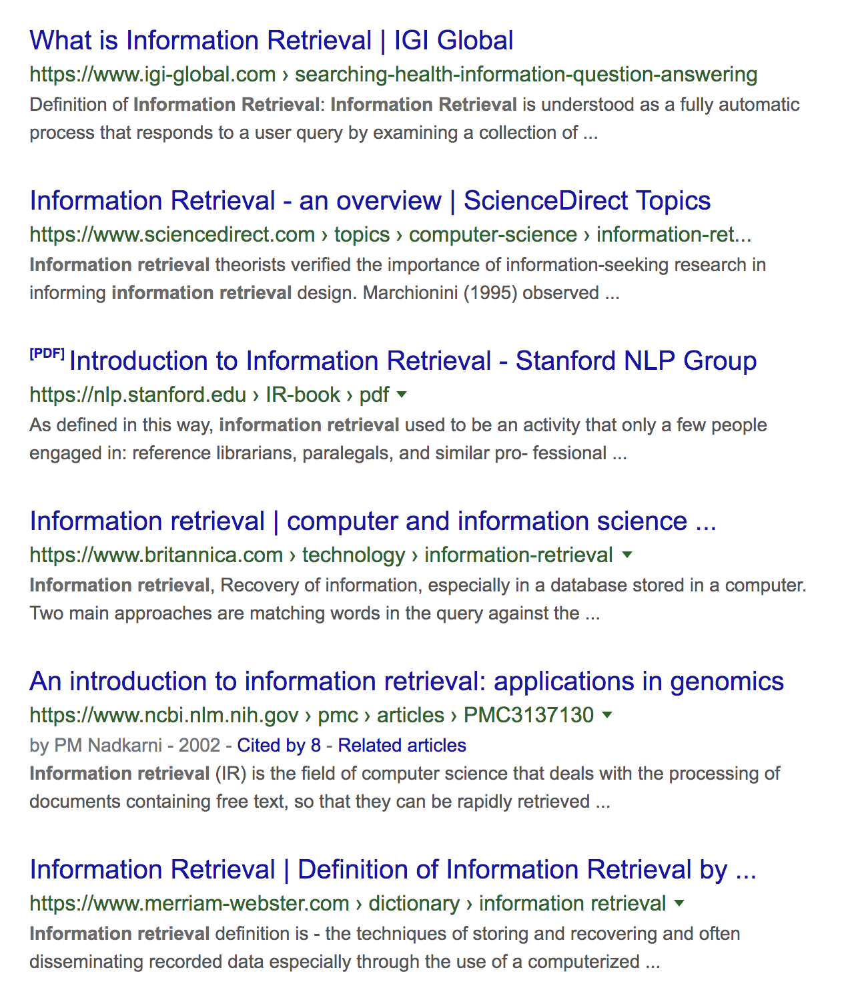 What is Information Retrieval | IGI Global
https://www.igi-global.com › searching-health-information-question-answering
Definition of Information Retrieval: Information Retrieval is understood as a fully automatic
process that responds to a user query by examining a collection of ...
Information Retrieval - an overview | ScienceDirect Topics
https://www.sciencedirect.com › topics › computer-science › information-ret...
Information retrieval theorists verified the importance of information-seeking research in
informing information retrieval design. Marchionini (1995) observed ...
[PDF] Introduction to Information Retrieval - Stanford NLP Group
https://nlp.stanford.edu › IR-book › pdf
As defined in this way, information retrieval used to be an activity that only a few people
engaged in: reference librarians, paralegals, and similar pro- fessional ...
Information retrieval | computer and information science ...
https://www.britannica.com › technology › information-retrieval
Information retrieval, Recovery of information, especially in a database stored in a computer.
Two main approaches are matching words in the query against the ...
An introduction to information retrieval: applications in genomics
https://www.ncbi.nlm.nih.gov › pmc › articles › PMC3137130
by PM Nadkarni - 2002 - Cited by 8 - Related articles
Information retrieval (IR) is the field of computer science that deals with the processing of
documents containing free text, so that they can be rapidly retrieved ...
Information Retrieval | Definition of Information Retrieval by ...
https://www.merriam-webster.com › dictionary › information retrieval
Information retrieval definition is - the techniques of storing and recovering and often
disseminating recorded data especially through the use of a computerized ...